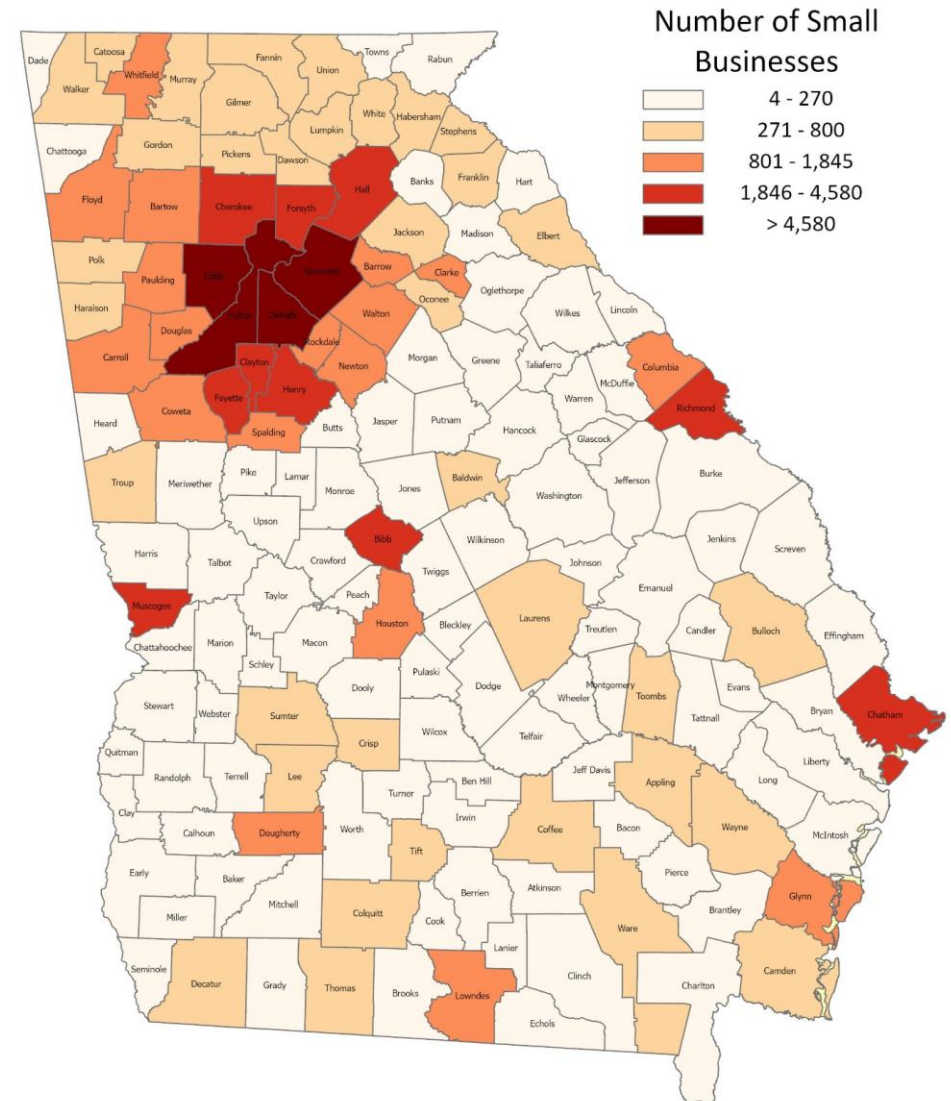 Number of Small
Businesses
4 - 270
271 - 800
801 - 1,845
1,846 - 4,580
> 4,580
Dade
Catoosa
Walker
Whitfield
Murray
Fannin
Union
Towns
Rabun
Gilmer
White
Habersham
Stephens
Lumpkin
Chattooga
Gordon
Pickens
Dawson
Floyd
Bartow
Cherokee
Forsyth
Hall
Banks
Franklin
Hart
Jackson
Madison
Elbert
Polk
Paulding
Cobb
Gwinnett
Barrow
Clarke
Oconee
Oglethorpe
Wilkes
Lincoln
Haralson
Douglas
Fulton
DeKalb
Rockdale
Walton
Carroll
Clayton
Newton
Morgan
Greene
Taliaferro
McDuffie
Columbia
Richmond
Warren
Heard
Coweta
Fayette
Henry
Spalding
Butts
Jasper
Putnam
Hancock
Glascock
Troup
Meriwether
Pike
Lamar
Monroe
Jones
Baldwin
Washington
Jefferson
Burke
Upson
Bibb
Wilkinson
Jenkins
Screven
Harris
Talbot
Crawford
Twiggs
Johnson
Emanuel
Muscogee
Taylor
Peach
Houston
Bleckley
Laurens
Treutlen
Candler
Bulloch
Effingham
Chattahoochee
Marion
Macon
Schley
Pulaski
Dooly
Dodge
Wheeler
Montgomery
Toombs
Evans
Tattnall
Bryan
Chatham
Stewart
Webster
Sumter
Crisp
Wilcox
Telfair
Quitman
Randolph
Terrell
Lee
Turner
Ben Hill
Jeff Davis
Appling
Long
Liberty
Clay
Calhoun
Dougherty
Worth
Irwin
Coffee
Bacon
Wayne
McIntosh
Early
Baker
Tift
Mitchell
Berrien
Atkinson
Pierce
Brantley
Glynn
Miller
Colquitt
Cook
Ware
Lanier
Seminole
Decatur
Grady
Thomas
Brooks
Lowndes
Clinch
Echols
Charlton
Camden